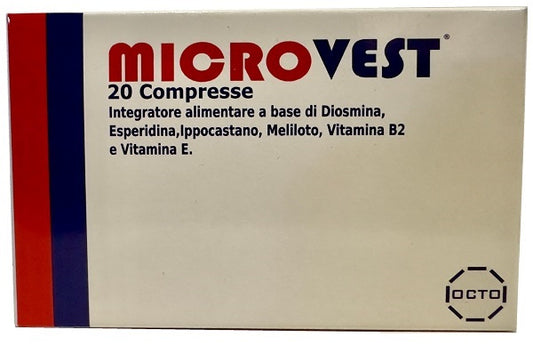 MICROVEST®
20 Compresse
Integratore alimentare a base di Diosmina,
Esperidina,Ippocastano, Meliloto, Vitamina B2
e Vitamina E.
OCTO